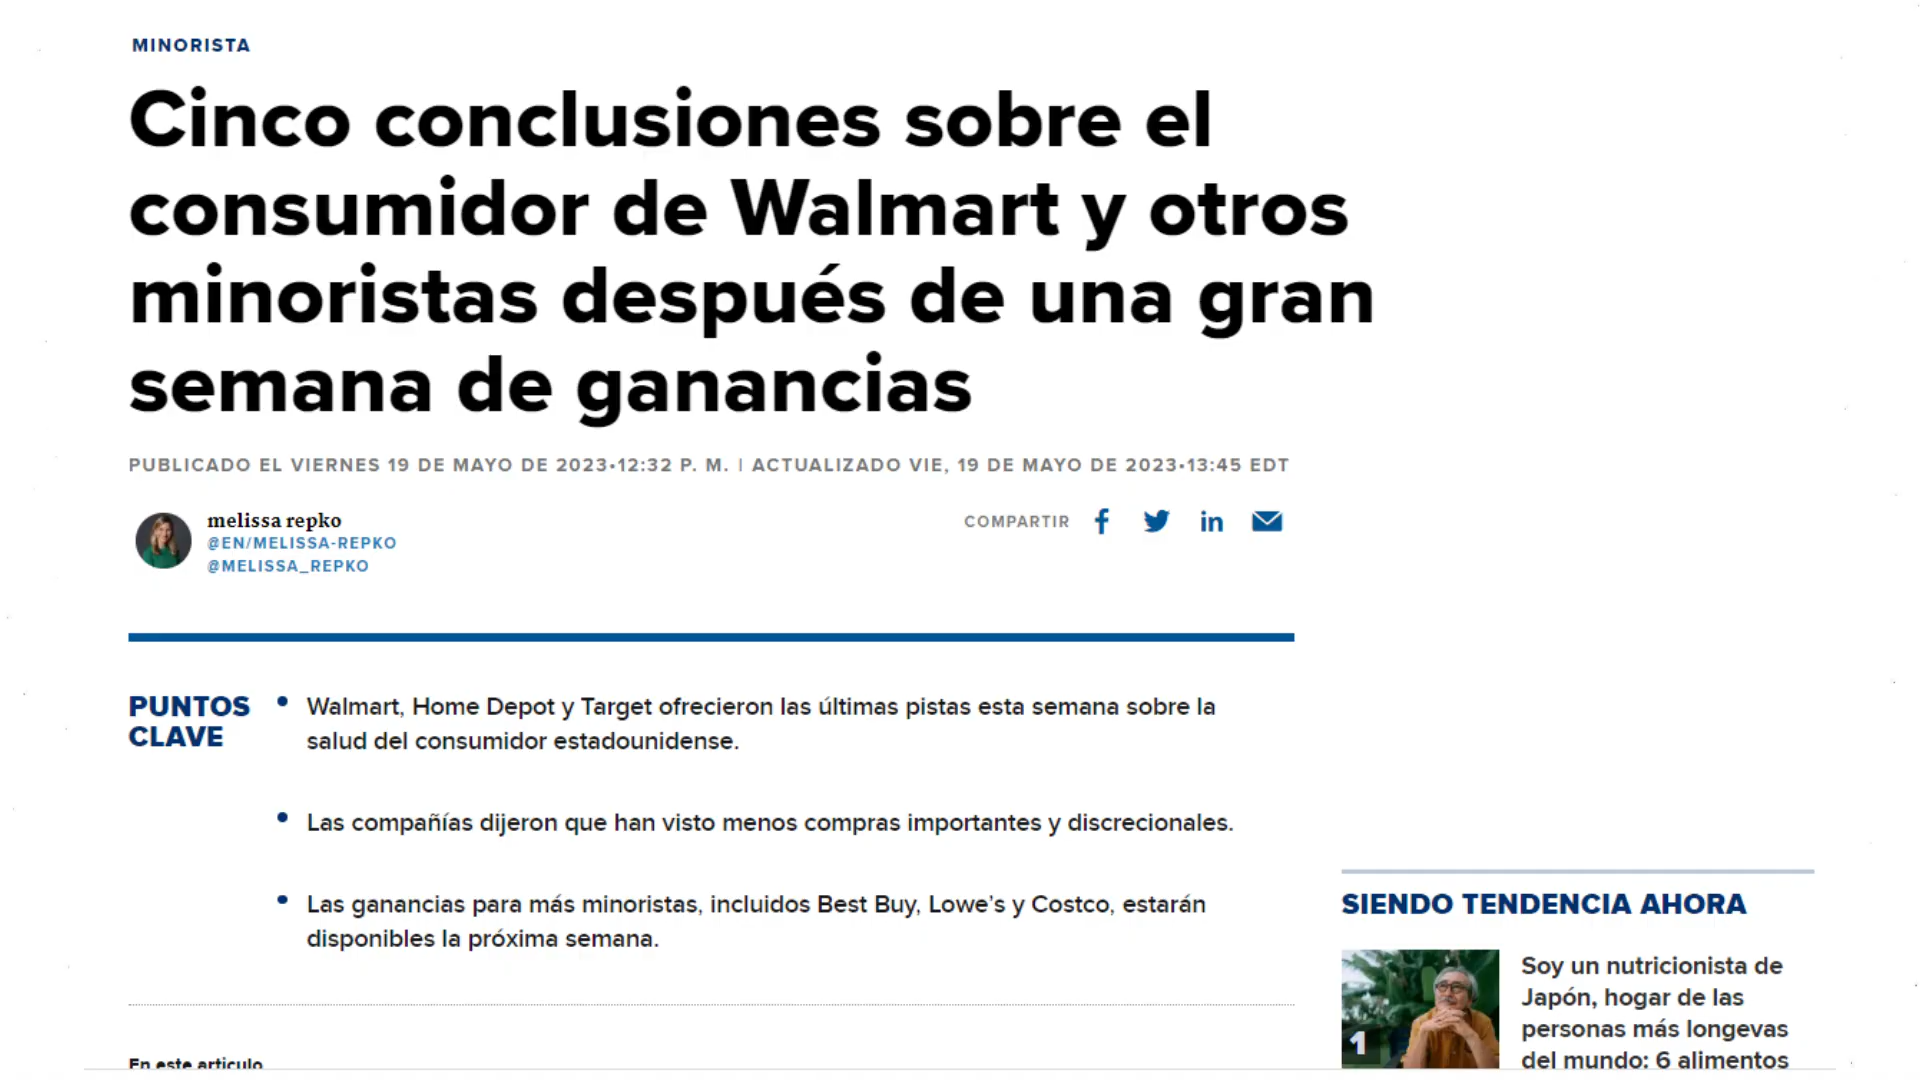 MINORISTA
Cinco conclusiones sobre el
consumidor de Walmart y otros
minoristas después de una gran
semana de ganancias
PUBLICADO EL VIERNES 19 DE MAYO DE 2023•12:32 P. M. | ACTUALIZADO VIE, 19 DE MAYO DE 2023•13:45 EDT
melissa repko
@EN/MELISSA-REPKO
@MELISSA_REPKO
COMPARTIR
PUNTOS
CLAVE
Walmart, Home Depot y Target ofrecieron las últimas pistas esta semana sobre la
salud del consumidor estadounidense.
Las compañías dijeron que han visto menos compras importantes y discrecionales.
Las ganancias para más minoristas, incluidos Best Buy, Lowe's y Costco, estarán
disponibles la próxima semana.
En este articulo
SIENDO TENDENCIA AHORA
1
Soy un nutricionista de
Japón, hogar de las
personas más longevas
del mundo: 6 alimentos